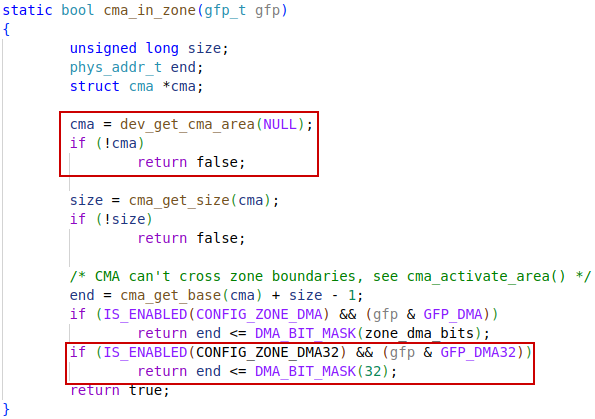 static bool cma_in_zone(gfp_t gfp)
{
unsigned long size;
phys_addr_t end;
struct cma *cma;
cma = dev_get_cma_area(NULL);
if (!cma)
return false;
size = cma_get_size(cma);
if (!size)
return false;
/* CMA can't cross zone boundaries, see cma_activate_area() */
end = cma_get_base(cma) + size - 1;
if (IS_ENABLED(CONFIG_ZONE_DMA) && (gfp & GFP_DMA))
return end <= DMA_BIT_MASK(zone_dma_bits);
if (IS_ENABLED(CONFIG_ZONE_DMA32) && (gfp & GFP_DMA32))
return end <= DMA_BIT_MASK(32);
return true;
}